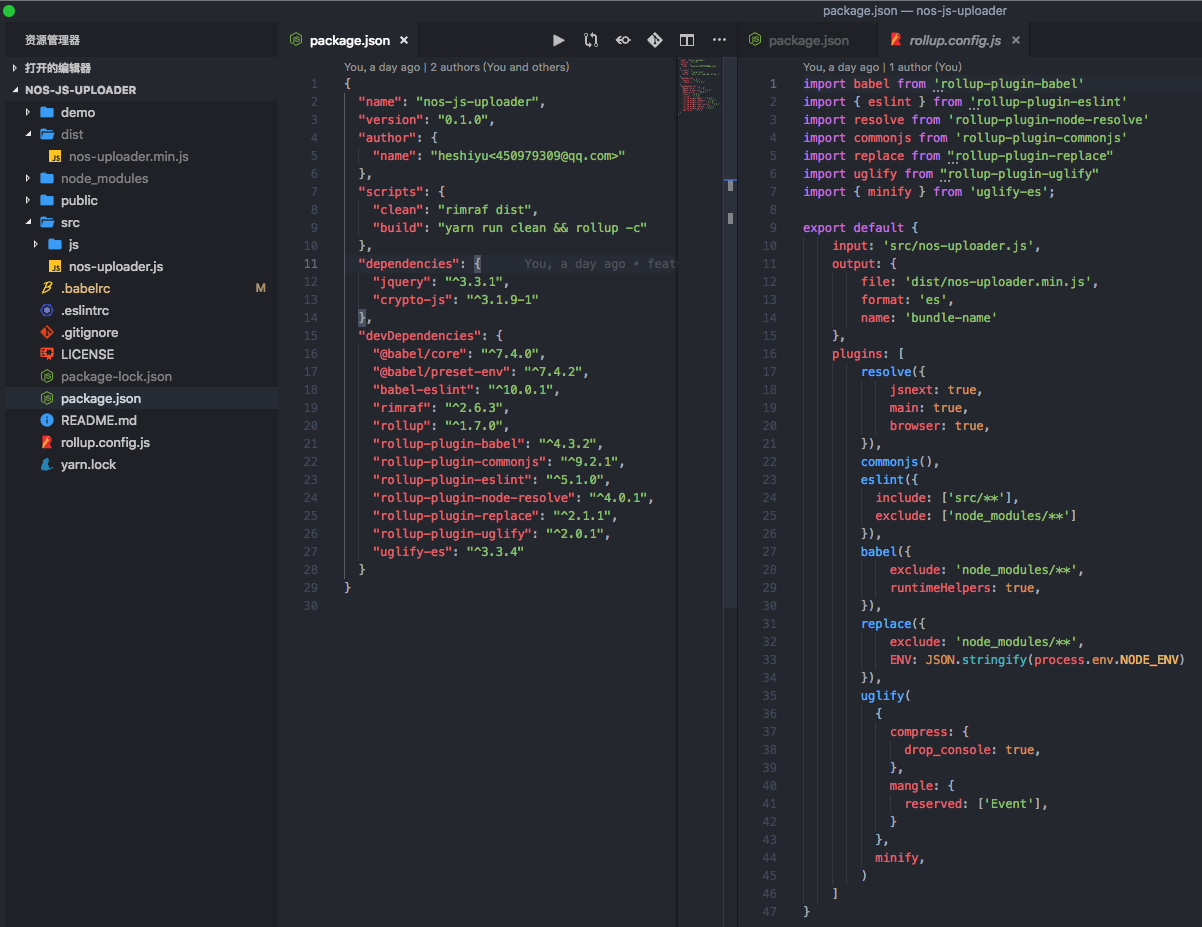 package.json — nos-js-uploader
资源管理器
打开的编辑器
NOS-JS-UPLOADER
demo
dist
nos-uploader.min.js
node_modules
public
src
js
nos-uploader.js
.babelrc M
.eslintrc
.gitignore
LICENSE
package-lock.json
package.json
README.md
rollup.config.js
yarn.lock
package.json ×
You, a day ago | 2 authors (You and others)
1 {
2 "name": "nos-js-uploader",
3 "version": "0.1.0",
4 "author": {
5 "name": "heshiyu<450979309@qq.com>"
6 },
7 "scripts": {
8 "clean": "rimraf dist",
9 "build": "yarn run clean && rollup -c"
10 },
11 "dependencies": { You, a day ago • feat
12 "jquery": "^3.3.1",
13 "crypto-js": "^3.1.9-1"
14 },
15 "devDependencies": {
16 "@babel/core": "^7.4.0",
17 "@babel/preset-env": "^7.4.2",
18 "babel-eslint": "^10.0.1",
19 "rimraf": "^2.6.3",
20 "rollup": "^1.7.0",
21 "rollup-plugin-babel": "^4.3.2",
22 "rollup-plugin-commonjs": "^9.2.1",
23 "rollup-plugin-eslint": "^5.1.0",
24 "rollup-plugin-node-resolve": "^4.0.1",
25 "rollup-plugin-replace": "^2.1.1",
26 "rollup-plugin-uglify": "^2.0.1",
27 "uglify-es": "^3.3.4"
28 }
29 }
30
package.json rollup.config.js ×
You, a day ago | 1 author (You)
1 import babel from 'rollup-plugin-babel'
2 import { eslint } from 'rollup-plugin-eslint'
3 import resolve from 'rollup-plugin-node-resolve'
4 import commonjs from 'rollup-plugin-commonjs'
5 import replace from "rollup-plugin-replace"
6 import uglify from "rollup-plugin-uglify"
7 import { minify } from 'uglify-es';
8
9 export default {
10 input: 'src/nos-uploader.js',
11 output: {
12 file: 'dist/nos-uploader.min.js',
13 format: 'es',
14 name: 'bundle-name'
15 },
16 plugins: [
17 resolve({
18 jsnext: true,
19 main: true,
20 browser: true,
21 }),
22 commonjs(),
23 eslint({
24 include: ['src/**'],
25 exclude: ['node_modules/**']
26 }),
27 babel({
28 exclude: 'node_modules/**',
29 runtimeHelpers: true,
30 }),
31 replace({
32 exclude: 'node_modules/**',
33 ENV: JSON.stringify(process.env.NODE_ENV)
34 }),
35 uglify(
36 {
37 compress: {
38 drop_console: true,
39 },
40 mangle: {
41 reserved: ['Event'],
42 }
43 },
44 minify,
45 )
46 ]
47 }